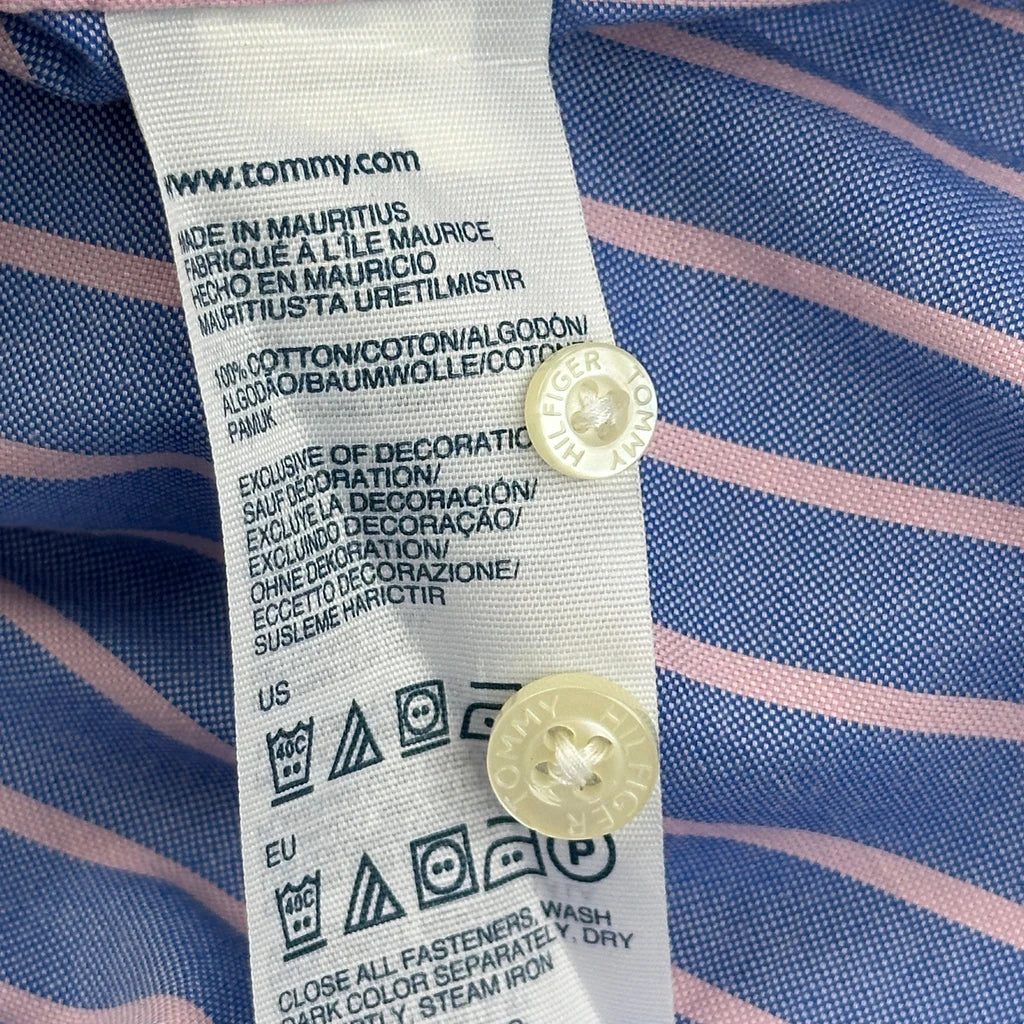 www.tommy.com
MADE IN MAURITIUS
FABRIQUÉ À L'ÎLE MAURICE
HECHO EN MAURICIO
MAURITIUS'TA URETILMISTIR
100% COTTON/COTON/ALGODÓN/
ALGODÃO/BAUMWOLLE/COTONE
PAMUK
TOMMY HILFIGER
EXCLUSIVE OF DECORATIO
SAUF DECORATION/
EXCLUYE LA DECORACIÓN/
EXCLUINDO DECORAÇÃO/
OHNE DEKORATION/
ECCETTO DECORAZIONE/
SUSLEME HARICTIR
US
40C
TOMMY HILFIGER
EU
40C P
CLOSE ALL FASTENERS, WASH
DARK COLOR SEPARATELY, DRY
STEAM IRON